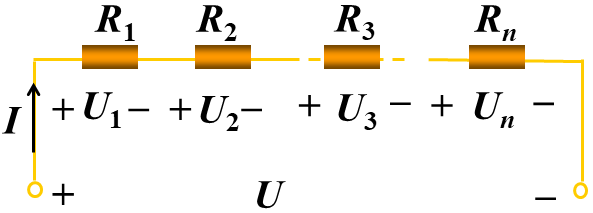 R1 R2 R3 Rn
I + U1 − + U2 − + U3 − + Un −
+ U −